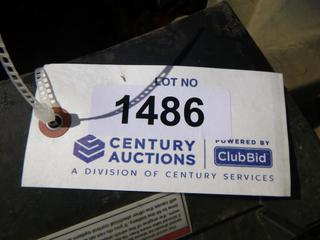 LOT NO
1486
CENTURY
AUCTIONS
POWERED BY
ClubBid
A DIVISION OF CENTURY SERVICES